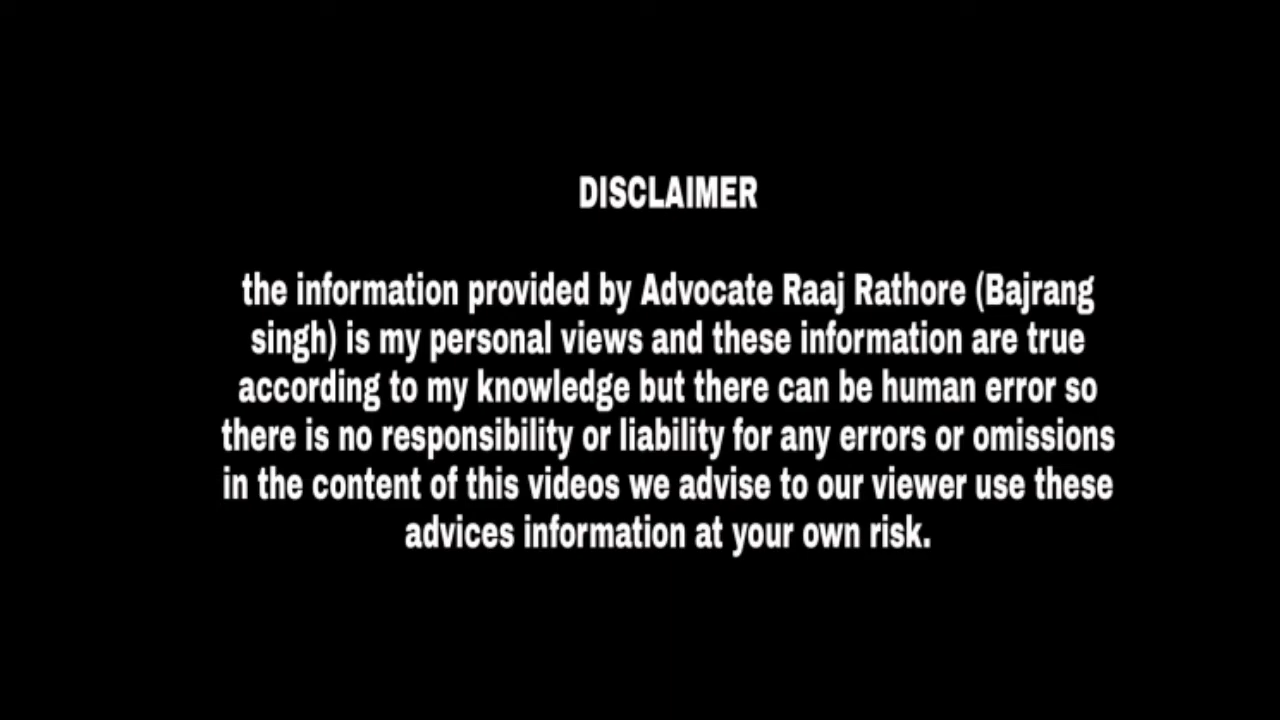 DISCLAIMER
the information provided by Advocate Raaj Rathore (Bajrang
singh) is my personal views and these information are true
according to my knowledge but there can be human error so
there is no responsibility or liability for any errors or omissions
in the content of this videos we advise to our viewer use these
advices information at your own risk.